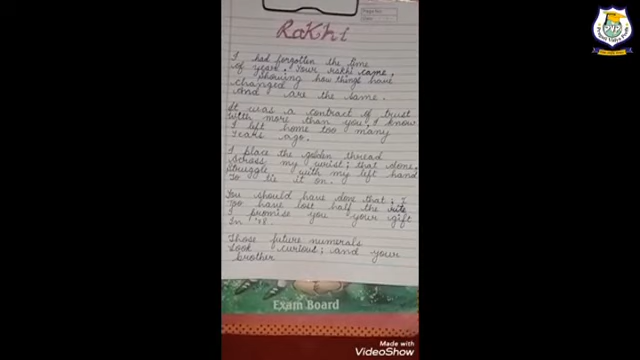 RaKhi
I had forgotten the time
of year. Your rakhi came,
showing how things have
changed
And are the same.
It was a contract of trust
With more than you, I know
I left home too many
Years ago.
I place the golden thread
Across my wrist; that done,
Struggle with my left hand
To tie it on.
You should have done that; I
Too have lost half the rite
I promise you your gift
In '78.
Those future numerals
Look curious; and your
brother
Exam Board
PVP
Made with
VideoShow